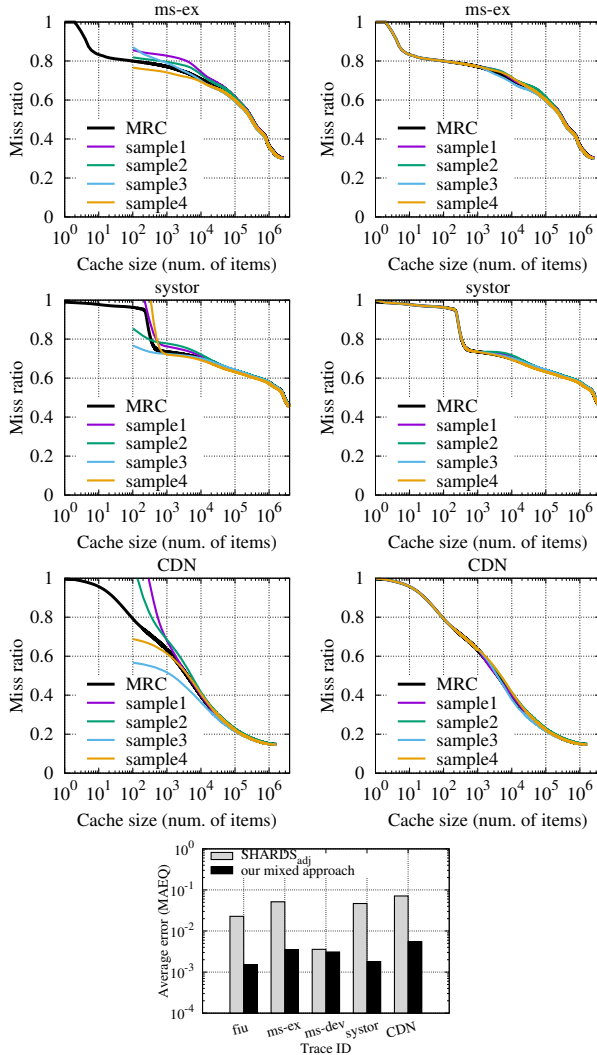 ms-ex
Miss ratio
1
0.8
0.6
0.4
0.2
0
MRC
sample1
sample2
sample3
sample4
10^0 10^1 10^2 10^3 10^4 10^5 10^6
Cache size (num. of items)
ms-ex
Miss ratio
1
0.8
0.6
0.4
0.2
0
MRC
sample1
sample2
sample3
sample4
10^0 10^1 10^2 10^3 10^4 10^5 10^6
Cache size (num. of items)
systor
Miss ratio
1
0.8
0.6
0.4
0.2
0
MRC
sample1
sample2
sample3
sample4
10^0 10^1 10^2 10^3 10^4 10^5 10^6
Cache size (num. of items)
systor
Miss ratio
1
0.8
0.6
0.4
0.2
0
MRC
sample1
sample2
sample3
sample4
10^0 10^1 10^2 10^3 10^4 10^5 10^6
Cache size (num. of items)
CDN
Miss ratio
1
0.8
0.6
0.4
0.2
0
MRC
sample1
sample2
sample3
sample4
10^0 10^1 10^2 10^3 10^4 10^5 10^6
Cache size (num. of items)
CDN
Miss ratio
1
0.8
0.6
0.4
0.2
0
MRC
sample1
sample2
sample3
sample4
10^0 10^1 10^2 10^3 10^4 10^5 10^6
Cache size (num. of items)
Average error (MAEQ)
10^0
10^-1
10^-2
10^-3
10^-4
SHARDS_adj
our mixed approach
fiu ms-ex ms-dev systor CDN
Trace ID